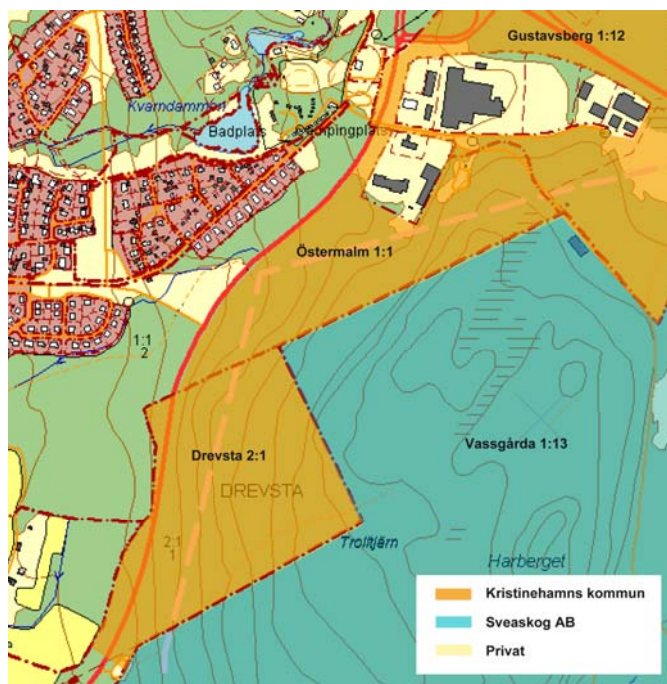 Gustavsberg 1:12
Kvarndammen
Badplats
Campingplats
Östermalm 1:1
1:1
2
Vassgårda 1:13
Drevsta 2:1
DREVSTA
2:1
1
Trolltjärn
Harberget
Kristinehamns kommun
Sveaskog AB
Privat